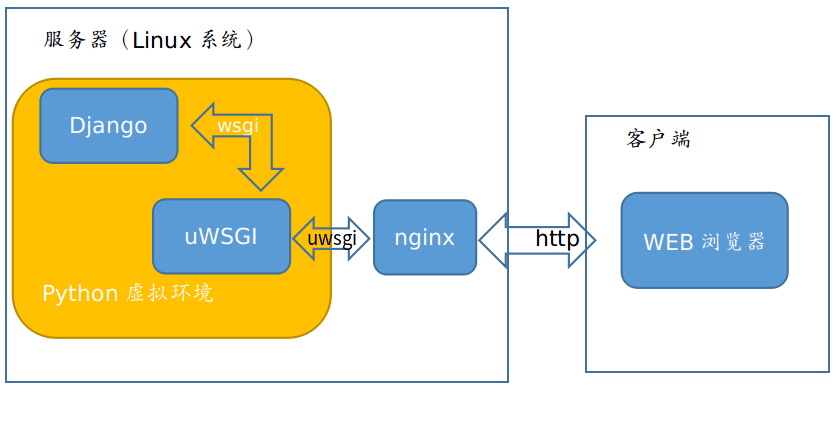 服务器（Linux 系统）
Django
wsgi
uWSGI
uwsgi
nginx
http
Python 虚拟环境
客户端
WEB 浏览器